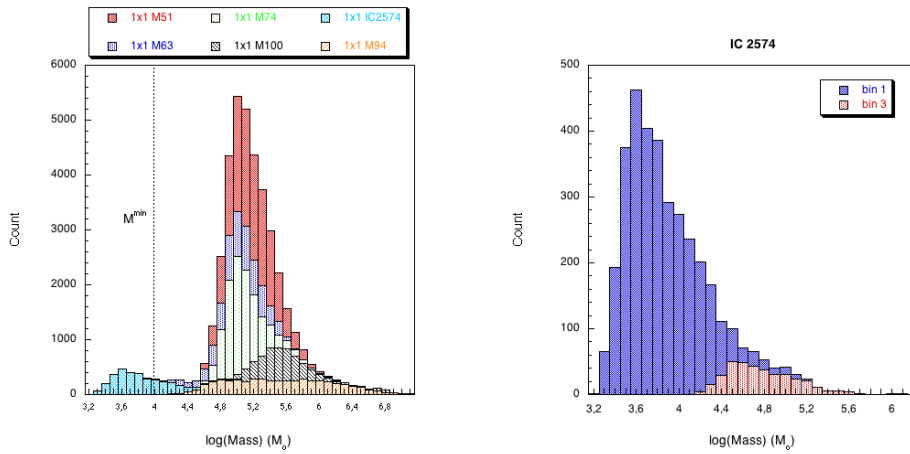 1x1 M51 1x1 M74 1x1 IC2574
1x1 M63 1x1 M100 1x1 M94
6000
5000
4000
3000
2000
1000
0
Count
M^min
3,2 3,6 4 4,4 4,8 5,2 5,6 6 6,4 6,8
log(Mass) (M_o)
IC 2574
bin 1
bin 3
500
400
300
200
100
0
Count
3,2 3,6 4 4,4 4,8 5,2 5,6 6
log(Mass) (M_o)